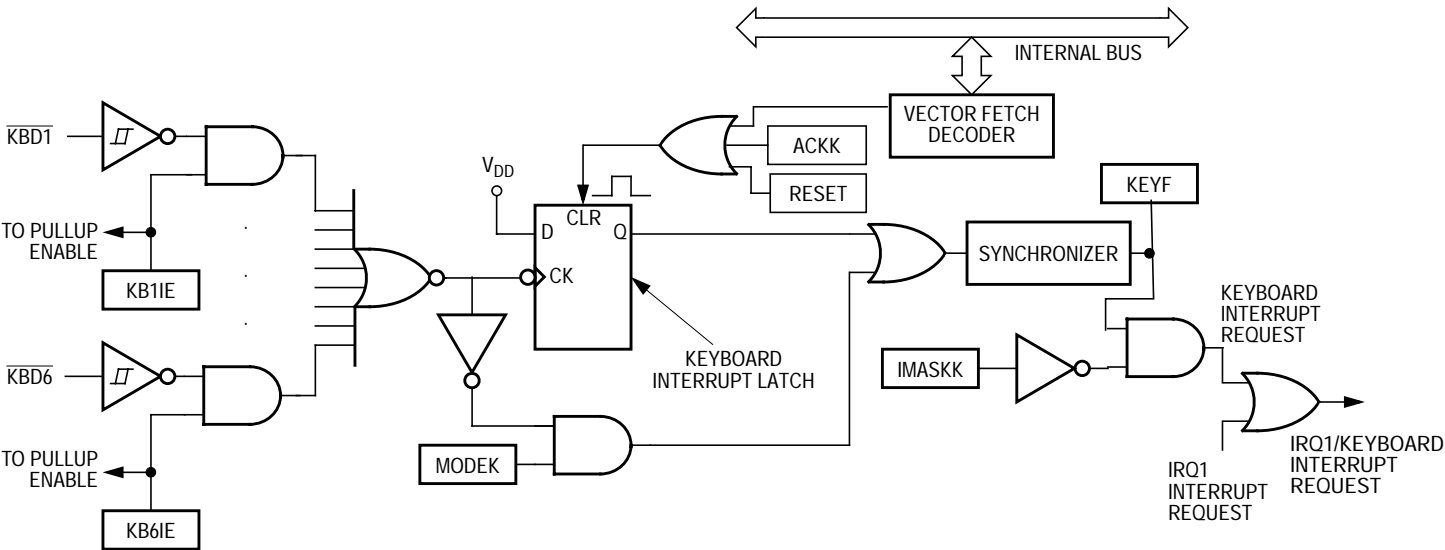 INTERNAL BUS
VECTOR FETCH
DECODER
ACKK
RESET
KBD1
TO PULLUP
ENABLE
KB1IE
VDD
CLR
D
Q
CK
KEYBOARD
INTERRUPT LATCH
SYNCHRONIZER
KEYF
KEYBOARD
INTERRUPT
REQUEST
KBD6
TO PULLUP
ENABLE
KB6IE
MODEK
IMASKK
IRQ1
INTERRUPT
REQUEST
IRQ1/KEYBOARD
INTERRUPT
REQUEST